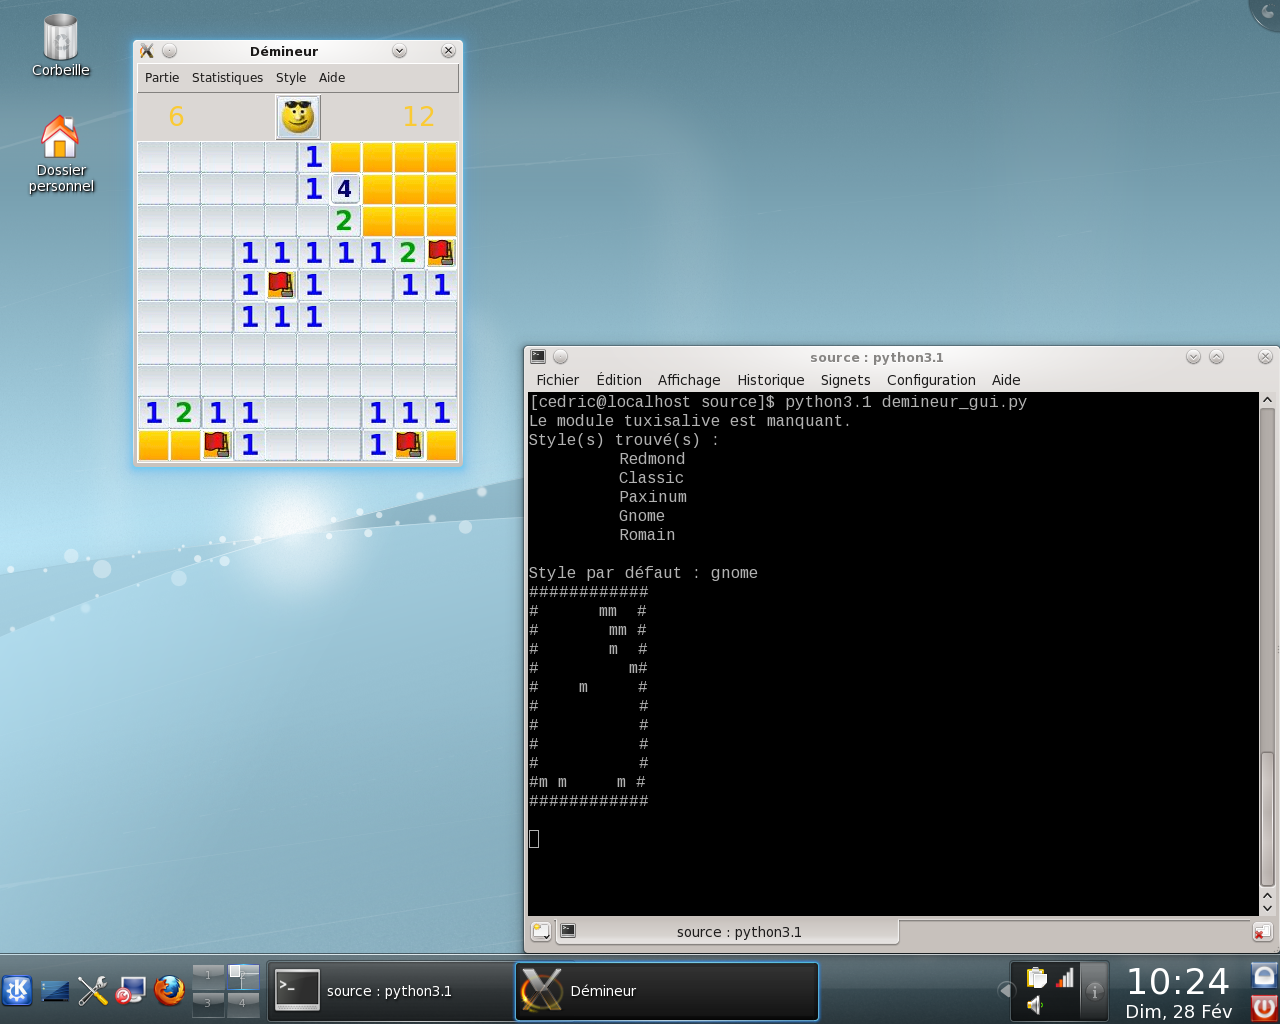 Corbeille
Dossier
personnel
Démineur
Partie Statistiques Style Aide
6 12
1
1 4
2
1 1 1 1 1 2
1 1 1 1
1 1 1
1 2 1 1 1 1 1
1 1
source : python3.1
Fichier Édition Affichage Historique Signets Configuration Aide
[cedric@localhost source]$ python3.1 demineur_gui.py
Le module tuxisalive est manquant.
Style(s) trouvé(s) :
Redmond
Classic
Paxinum
Gnome
Romain
Style par défaut : gnome
############
#      mm  #
#       mm #
#       m  #
#         m#
#    m     #
#          #
#          #
#          #
#          #
#m m     m #
############
source : python3.1
1 2
3 4
source : python3.1
Démineur
10:24
Dim, 28 Fév